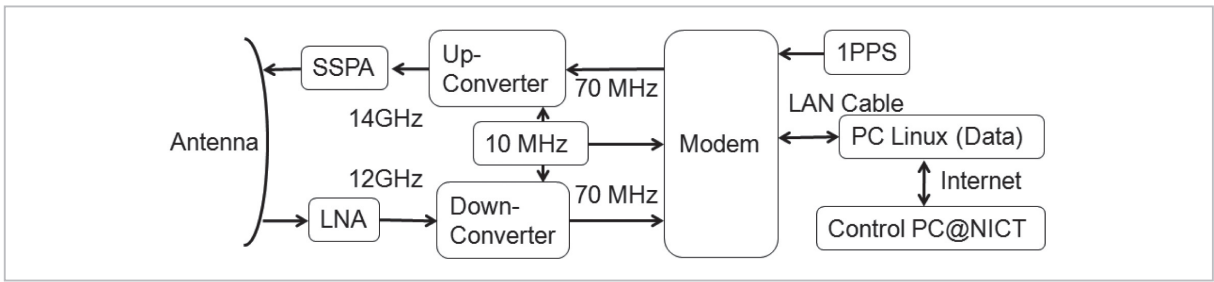 Up-
Converter
SSPA
1PPS
70 MHz
LAN Cable
14GHz
Antenna
10 MHz
Modem
PC Linux (Data)
12GHz
70 MHz
Internet
LNA
Down-
Converter
Control PC@NICT